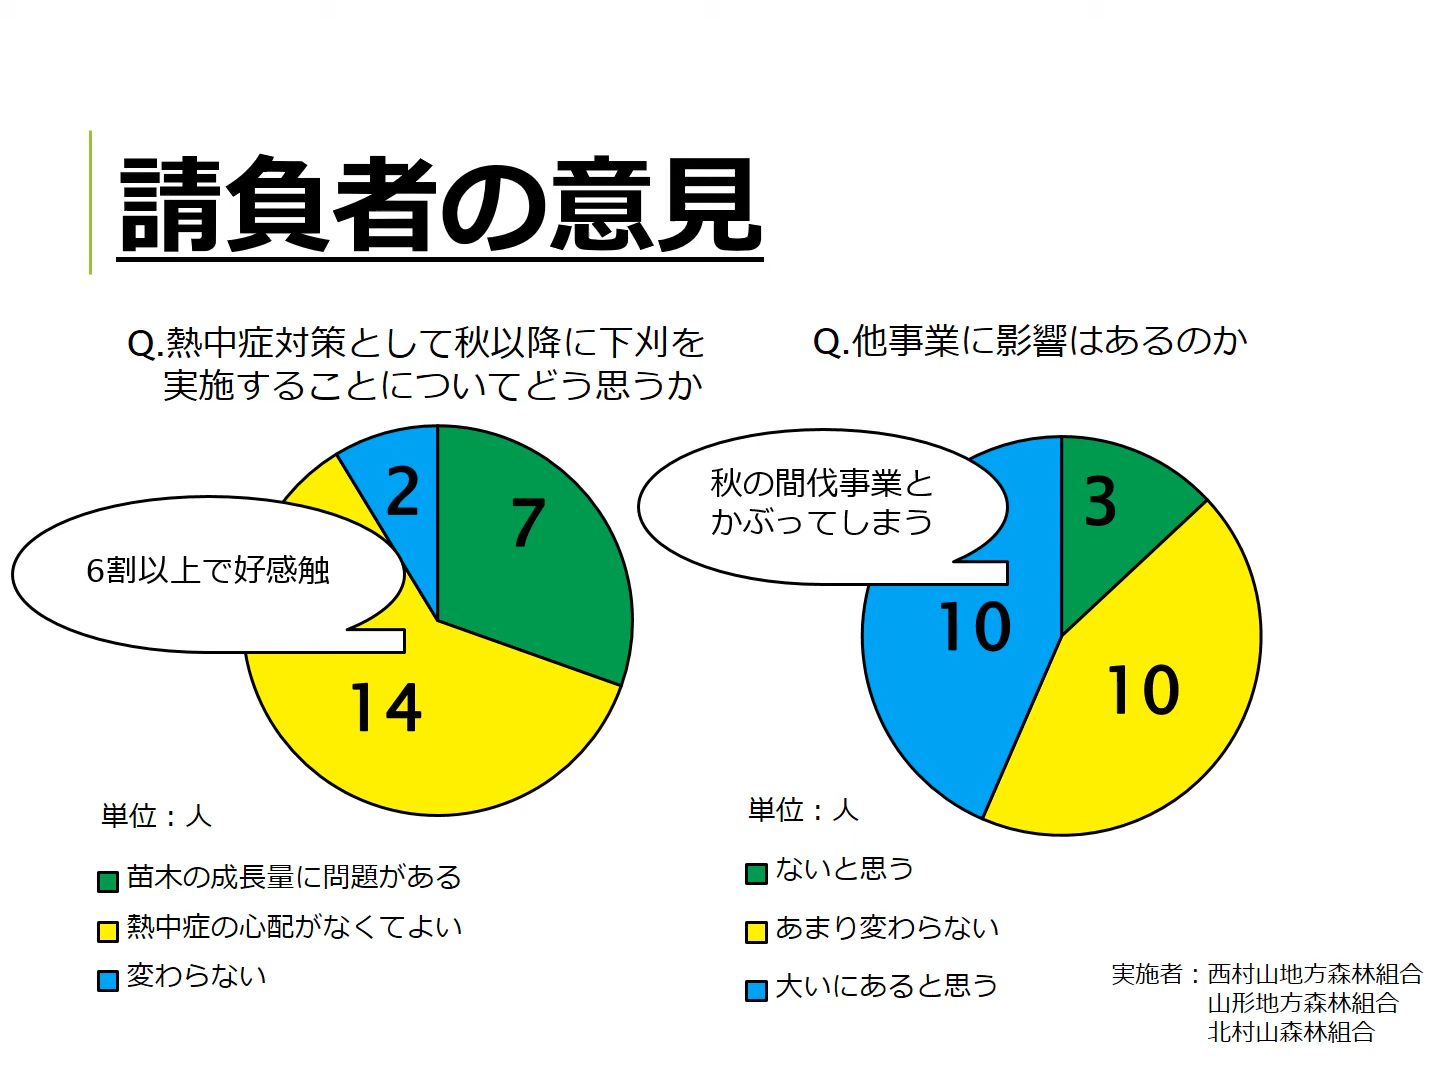 請負者の意見
Q.熱中症対策として秋以降に下刈を
実施することについてどう思うか
2
7
6割以上で好感触
14
単位：人
苗木の成長量に問題がある
熱中症の心配がなくてよい
変わらない
Q.他事業に影響はあるのか
秋の間伐事業と
かぶってしまう
3
10
10
単位：人
ないと思う
あまり変わらない
大いにあると思う
実施者：西村山地方森林組合
山形地方森林組合
北村山森林組合